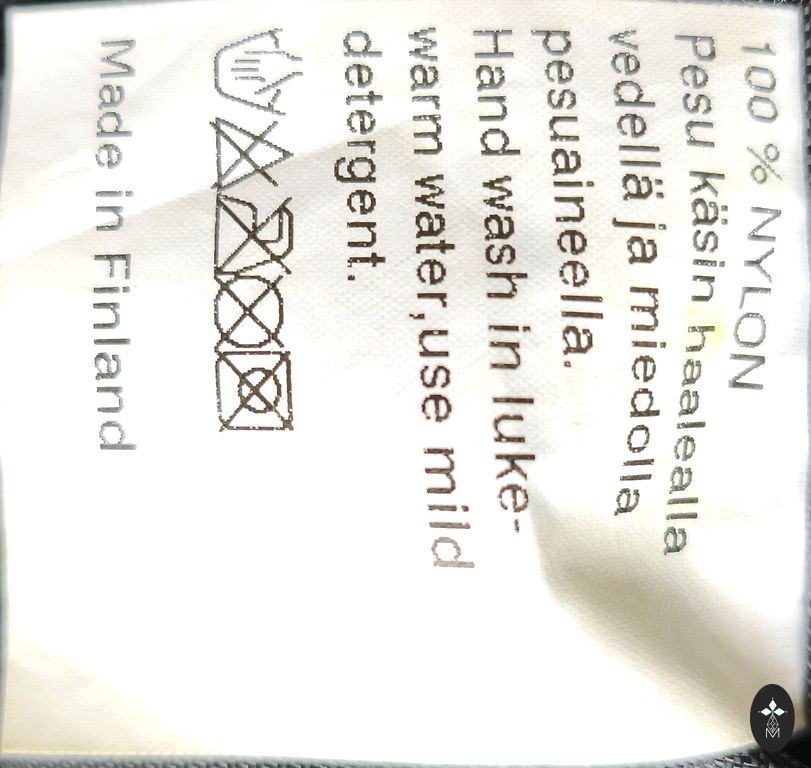 100 % NYLON
Pesu käsin haalealla
vedellä ja miedolla
pesuaineella.
Hand wash in luke-
warm water,use mild
detergent.
Made in Finland